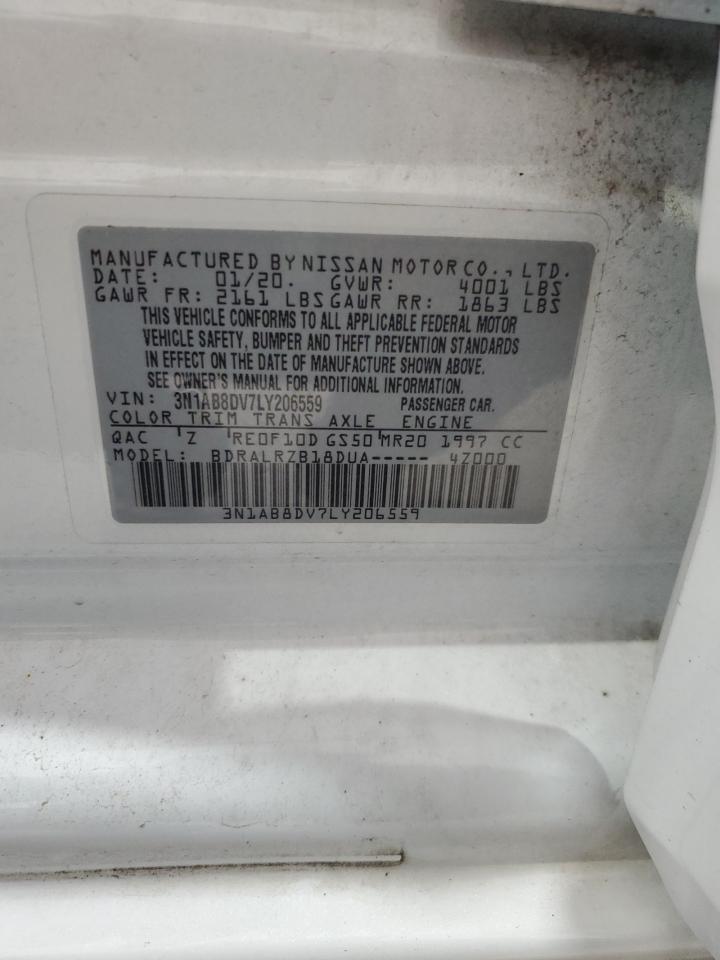 MANUFACTURED BY NISSAN MOTOR CO., LTD.
DATE: 01/20. GVWR: 4001 LBS
GAWR FR: 2161 LBS GAWR RR: 1863 LBS
THIS VEHICLE CONFORMS TO ALL APPLICABLE FEDERAL MOTOR
VEHICLE SAFETY, BUMPER AND THEFT PREVENTION STANDARDS
IN EFFECT ON THE DATE OF MANUFACTURE SHOWN ABOVE.
SEE OWNER'S MANUAL FOR ADDITIONAL INFORMATION.
VIN: 3N1AB8DV7LY206559 PASSENGER CAR.
COLOR TRIM TRANS AXLE ENGINE
QAC Z RE0F10D GS50 MR20 1997 CC
MODEL: BDRALRZB18DUA----- 4Z000
3N1AB8DV7LY206559